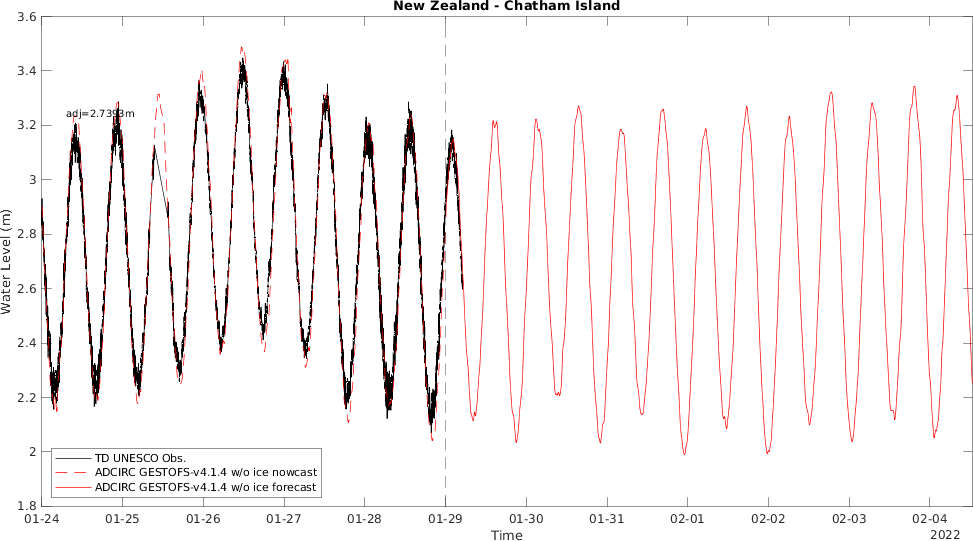 New Zealand - Chatham Island
3.6
3.4
3.2
3
2.8
2.6
2.4
2.2
2
1.8
Water Level (m)
adj=2.7393m
TD UNESCO Obs.
ADCIRC GESTOFS-v4.1.4 w/o ice nowcast
ADCIRC GESTOFS-v4.1.4 w/o ice forecast
01-24 01-25 01-26 01-27 01-28 01-29 01-30 01-31 02-01 02-02 02-03 02-04
2022
Time